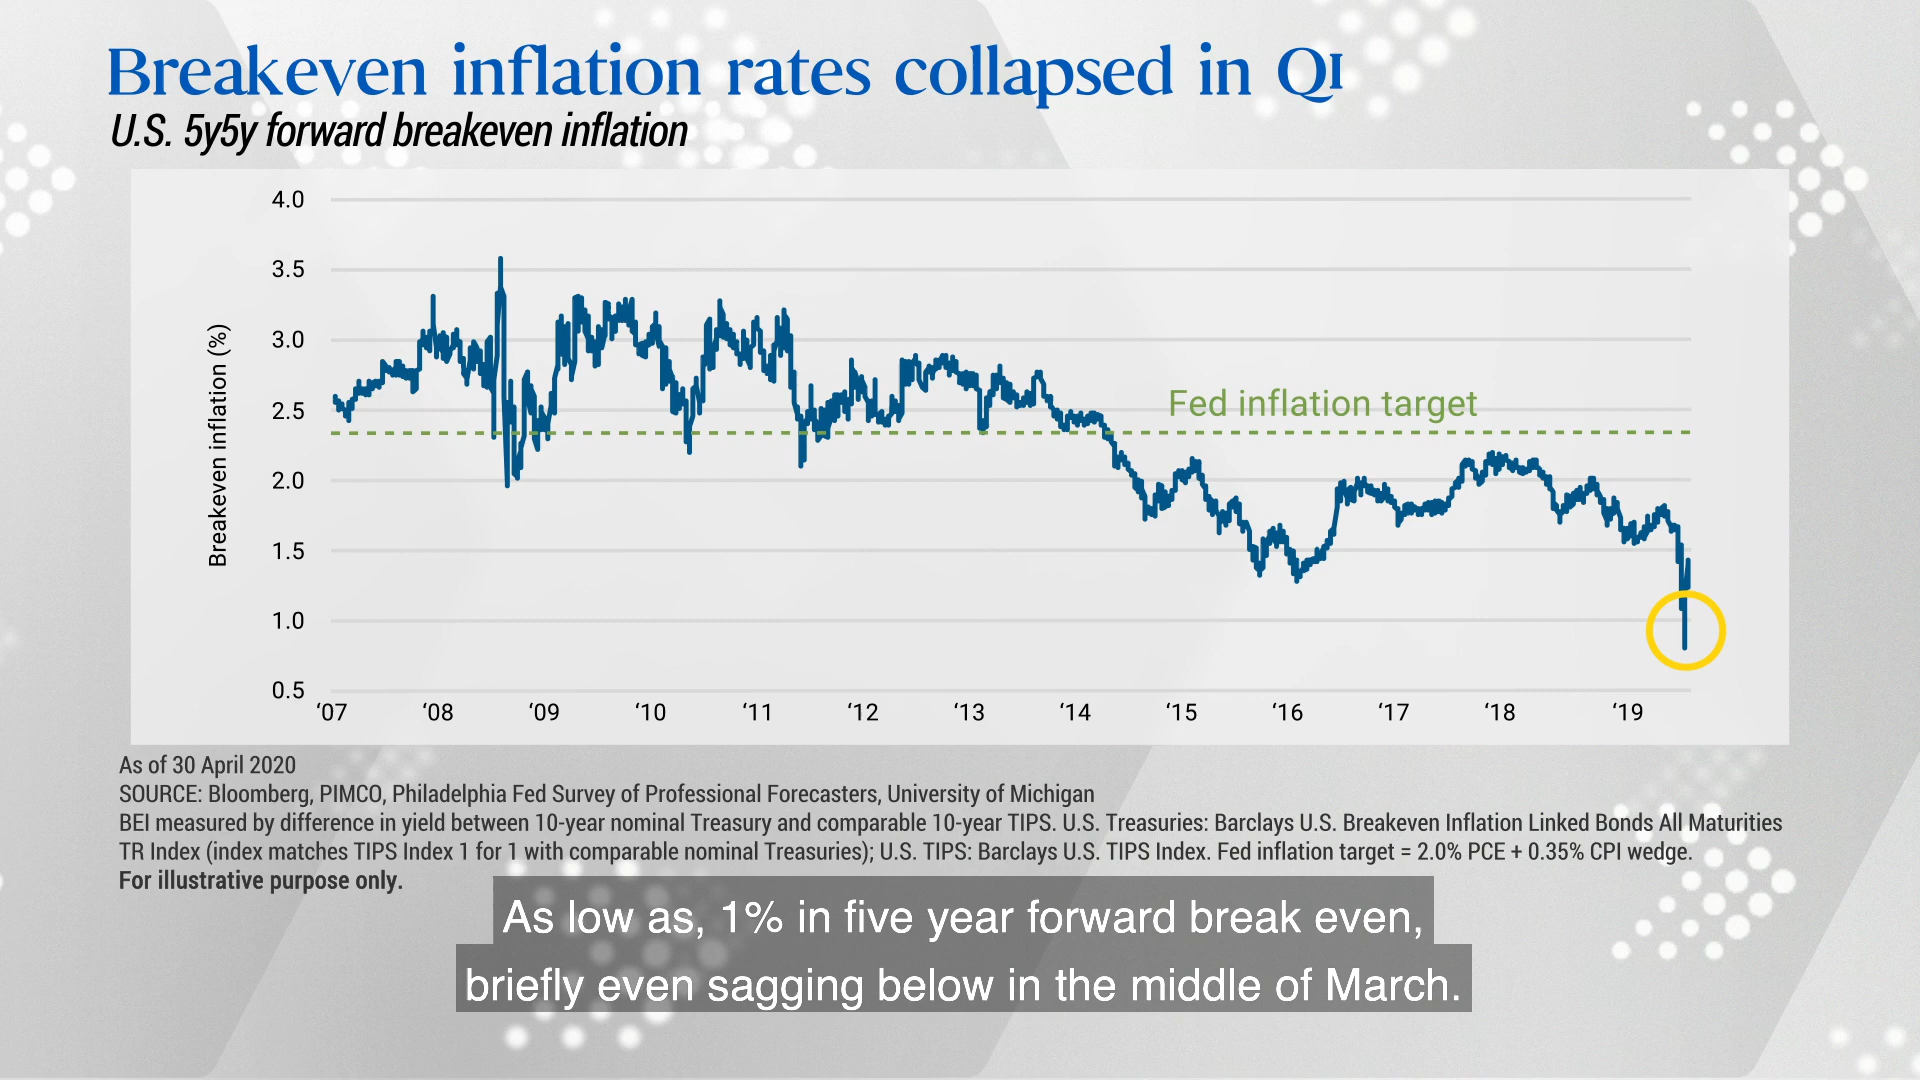 Breakeven inflation rates collapsed in QI
U.S. 5y5y forward breakeven inflation
4.0
3.5
3.0
2.5
2.0
1.5
1.0
0.5
Breakeven inflation (%)
Fed inflation target
‘07 ‘08 ‘09 ‘10 ‘11 ‘12 ‘13 ‘14 ‘15 ‘16 ‘17 ‘18 ‘19
As of 30 April 2020
SOURCE: Bloomberg, PIMCO, Philadelphia Fed Survey of Professional Forecasters, University of Michigan
BEI measured by difference in yield between 10-year nominal Treasury and comparable 10-year TIPS. U.S. Treasuries: Barclays U.S. Breakeven Inflation Linked Bonds All Maturities
TR Index (index matches TIPS Index 1 for 1 with comparable nominal Treasuries); U.S. TIPS: Barclays U.S. TIPS Index. Fed inflation target = 2.0% PCE + 0.35% CPI wedge.
For illustrative purpose only.
As low as, 1% in five year forward break even,
briefly even sagging below in the middle of March.